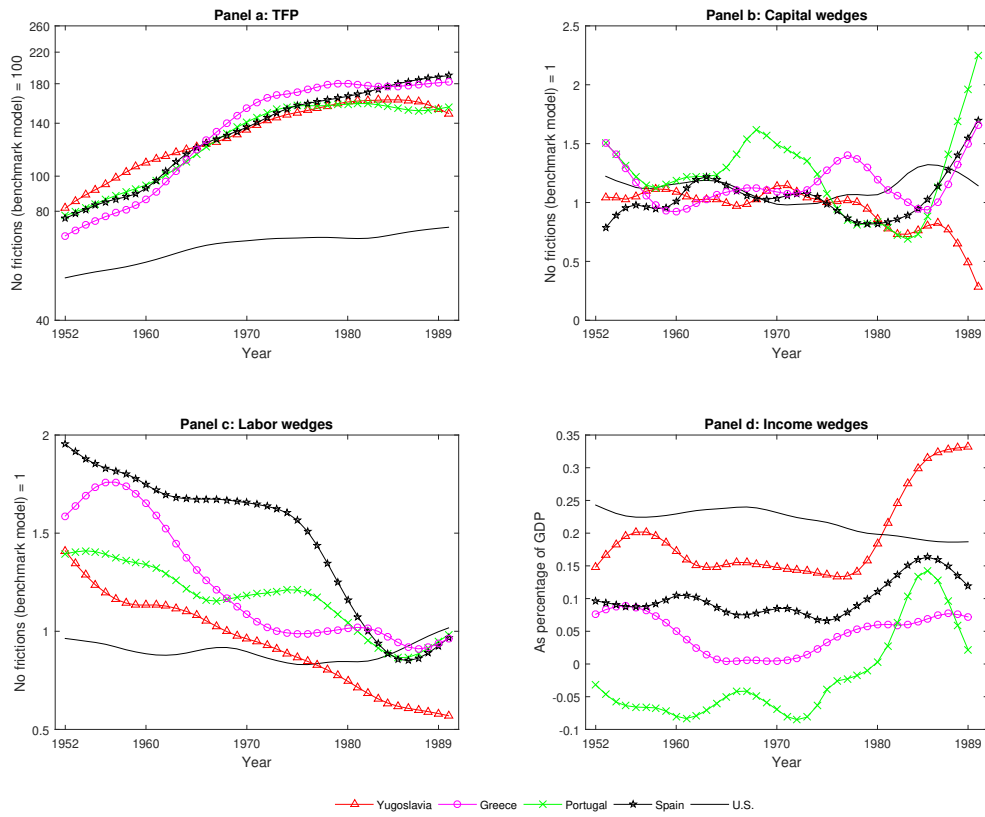 Panel a: TFP
No frictions (benchmark model) = 100
260
220
180
140
100
80
40
1952 1960 1970 1980 1989
Year
Panel b: Capital wedges
No frictions (benchmark model) = 1
2.5
2
1.5
1
0.5
0
1952 1960 1970 1980 1989
Year
Panel c: Labor wedges
No frictions (benchmark model) = 1
2
1.5
1
0.5
1952 1960 1970 1980 1989
Year
Panel d: Income wedges
As percentage of GDP
0.35
0.3
0.25
0.2
0.15
0.1
0.05
0
-0.05
-0.1
1952 1960 1970 1980 1989
Year
Yugoslavia Greece Portugal Spain U.S.